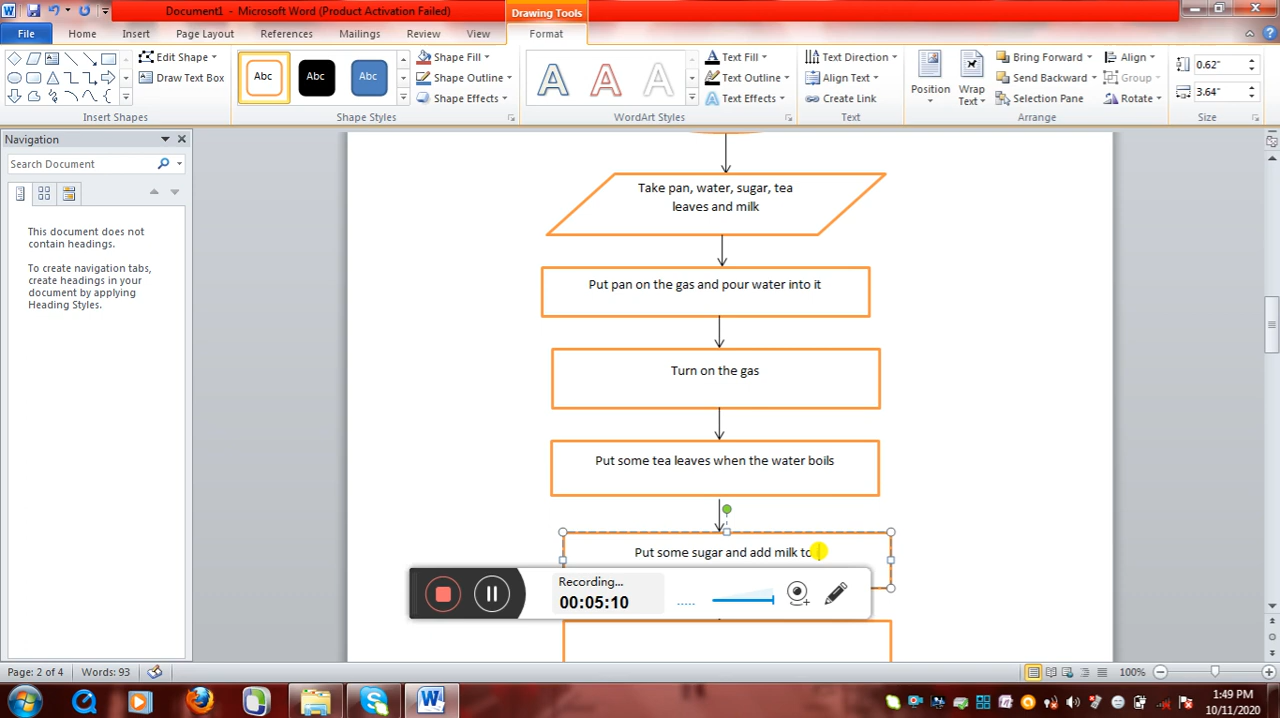 Document1 - Microsoft Word (Product Activation Failed)
Drawing Tools
File
Home
Insert
Page Layout
References
Mailings
Review
View
Format
Edit Shape
Draw Text Box
Insert Shapes
Abc
Abc
Abc
Shape Fill
Shape Outline
Shape Effects
Shape Styles
A
A
A
Text Fill
Text Outline
Text Effects
WordArt Styles
Text Direction
Align Text
Create Link
Text
Position
Wrap
Text
Bring Forward
Send Backward
Selection Pane
Align
Group
Rotate
Arrange
0.62"
3.64"
Size
Navigation
Search Document
This document does not
contain headings.
To create navigation tabs,
create headings in your
document by applying
Heading Styles.
Take pan, water, sugar, tea
leaves and milk
Put pan on the gas and pour water into it
Turn on the gas
Put some tea leaves when the water boils
Put some sugar and add milk to
Recording...
00:05:10
Page: 2 of 4
Words: 93
100%
1:49 PM
10/11/2020